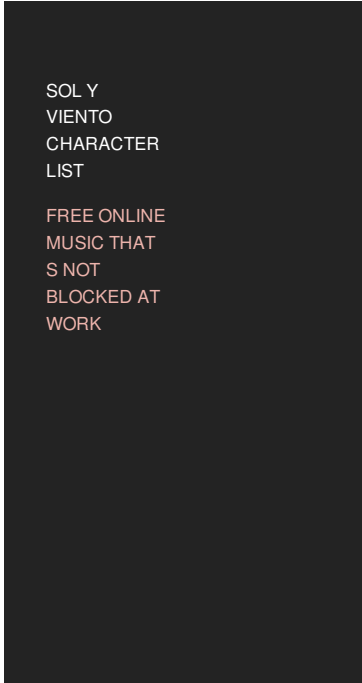 SOL Y
VIENTO
CHARACTER
LIST
FREE ONLINE
MUSIC THAT
S NOT
BLOCKED AT
WORK